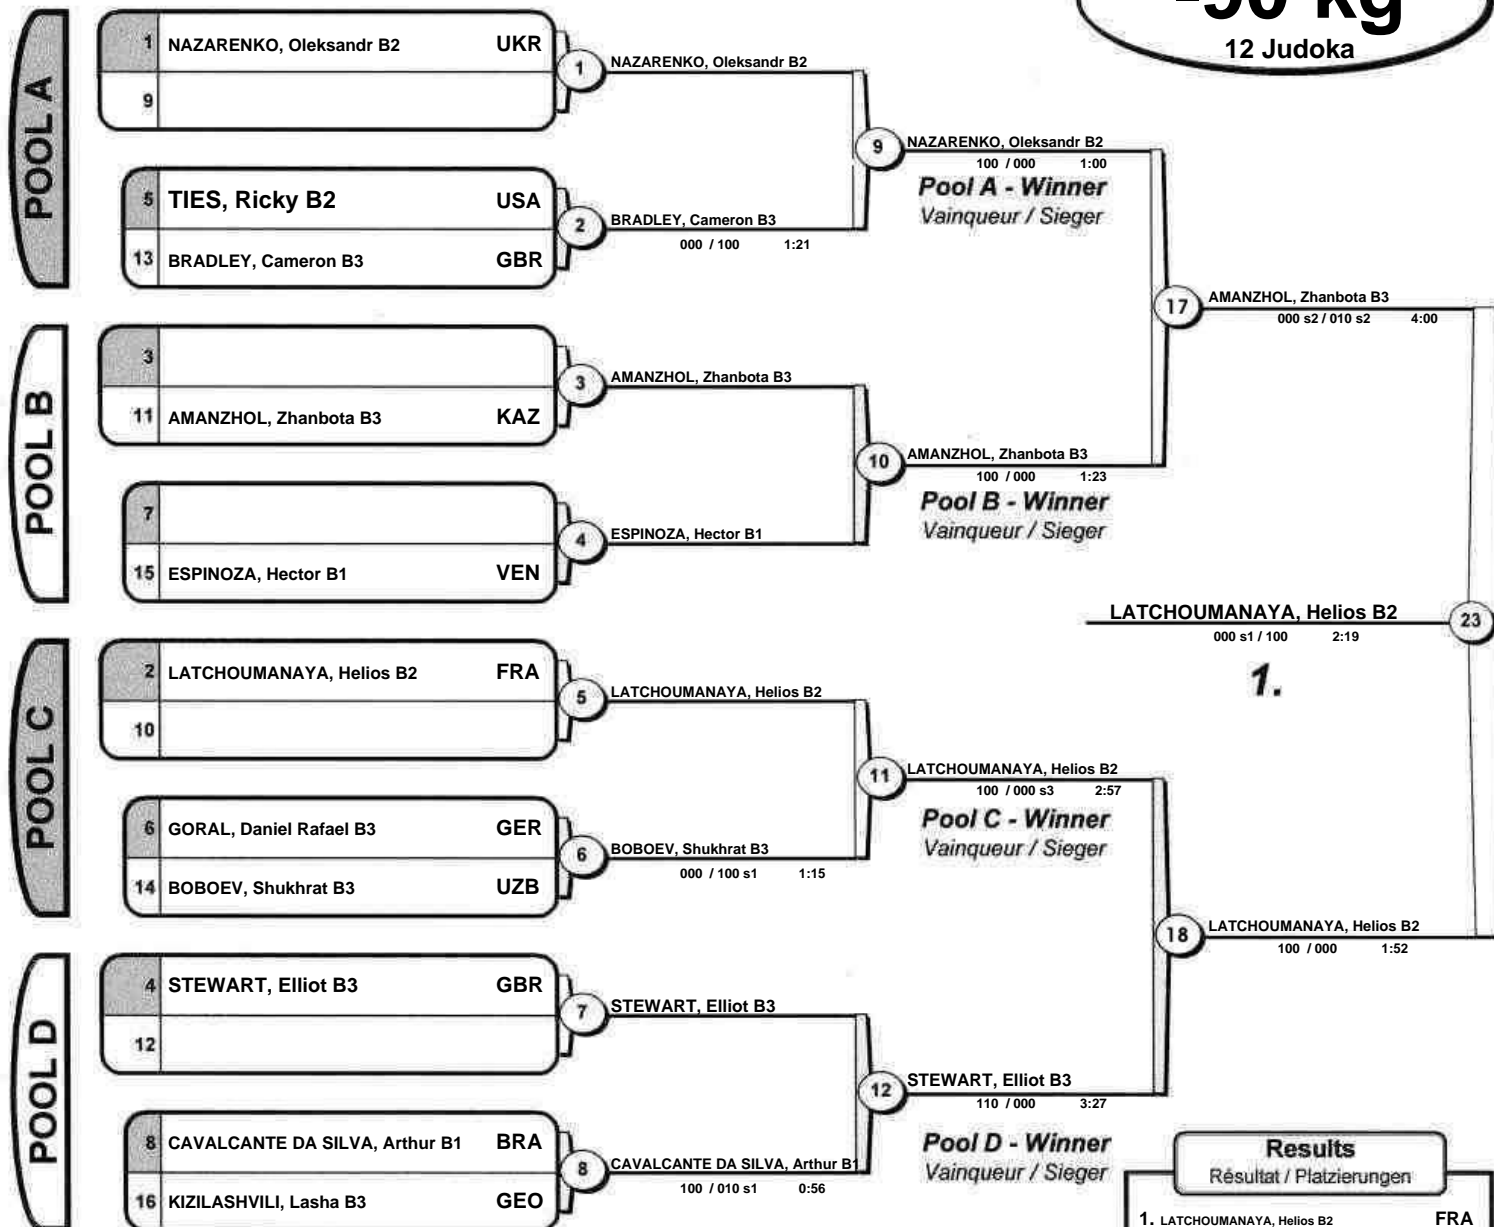 -90 kg
12 Judoka
POOL A
1 NAZARENKO, Oleksandr B2 UKR
9
1 NAZARENKO, Oleksandr B2
5 TIES, Ricky B2 USA
13 BRADLEY, Cameron B3 GBR
2 BRADLEY, Cameron B3
000 / 100 1:21
9 NAZARENKO, Oleksandr B2
100 / 000 1:00
Pool A - Winner
Vainqueur / Sieger
POOL B
3
11 AMANZHOL, Zhanbota B3 KAZ
3 AMANZHOL, Zhanbota B3
7
15 ESPINOZA, Hector B1 VEN
4 ESPINOZA, Hector B1
10 AMANZHOL, Zhanbota B3
100 / 000 1:23
Pool B - Winner
Vainqueur / Sieger
17 AMANZHOL, Zhanbota B3
000 s2 / 010 s2 4:00
POOL C
2 LATCHOUMANAYA, Helios B2 FRA
10
5 LATCHOUMANAYA, Helios B2
6 GORAL, Daniel Rafael B3 GER
14 BOBOEV, Shukhrat B3 UZB
6 BOBOEV, Shukhrat B3
000 / 100 s1 1:15
11 LATCHOUMANAYA, Helios B2
100 / 000 s3 2:57
Pool C - Winner
Vainqueur / Sieger
POOL D
4 STEWART, Elliot B3 GBR
12
7 STEWART, Elliot B3
8 CAVALCANTE DA SILVA, Arthur B1 BRA
16 KIZILASHVILI, Lasha B3 GEO
8 CAVALCANTE DA SILVA, Arthur B1
100 / 010 s1 0:56
12 STEWART, Elliot B3
110 / 000 3:27
Pool D - Winner
Vainqueur / Sieger
18 LATCHOUMANAYA, Helios B2
100 / 000 1:52
LATCHOUMANAYA, Helios B2 23
000 s1 / 100 2:19
1.
Results
Résultat / Platzierungen
1. LATCHOUMANAYA, Helios B2 FRA